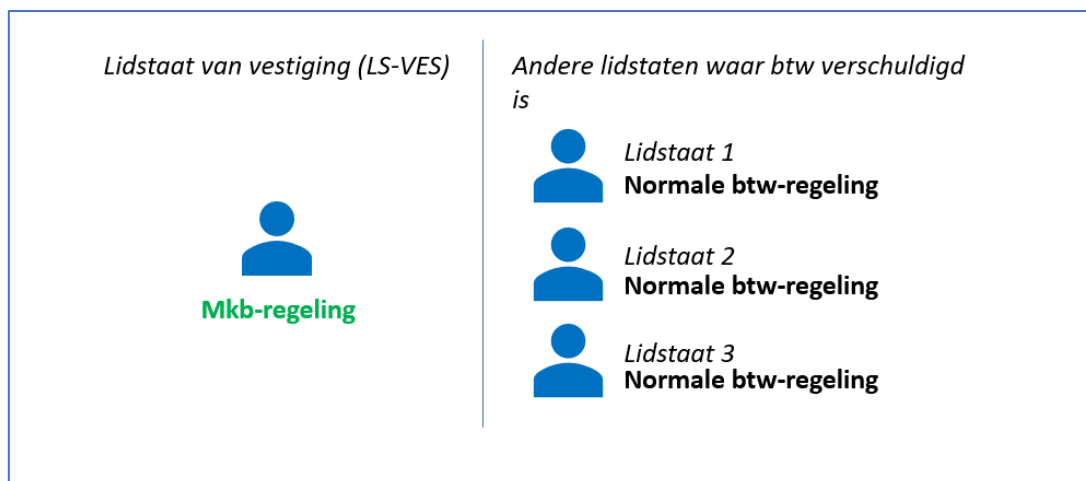 Lidstaat van vestiging (LS-VES)
Mkb-regeling
Andere lidstaten waar btw verschuldigd
is
Lidstaat 1
Normale btw-regeling
Lidstaat 2
Normale btw-regeling
Lidstaat 3
Normale btw-regeling